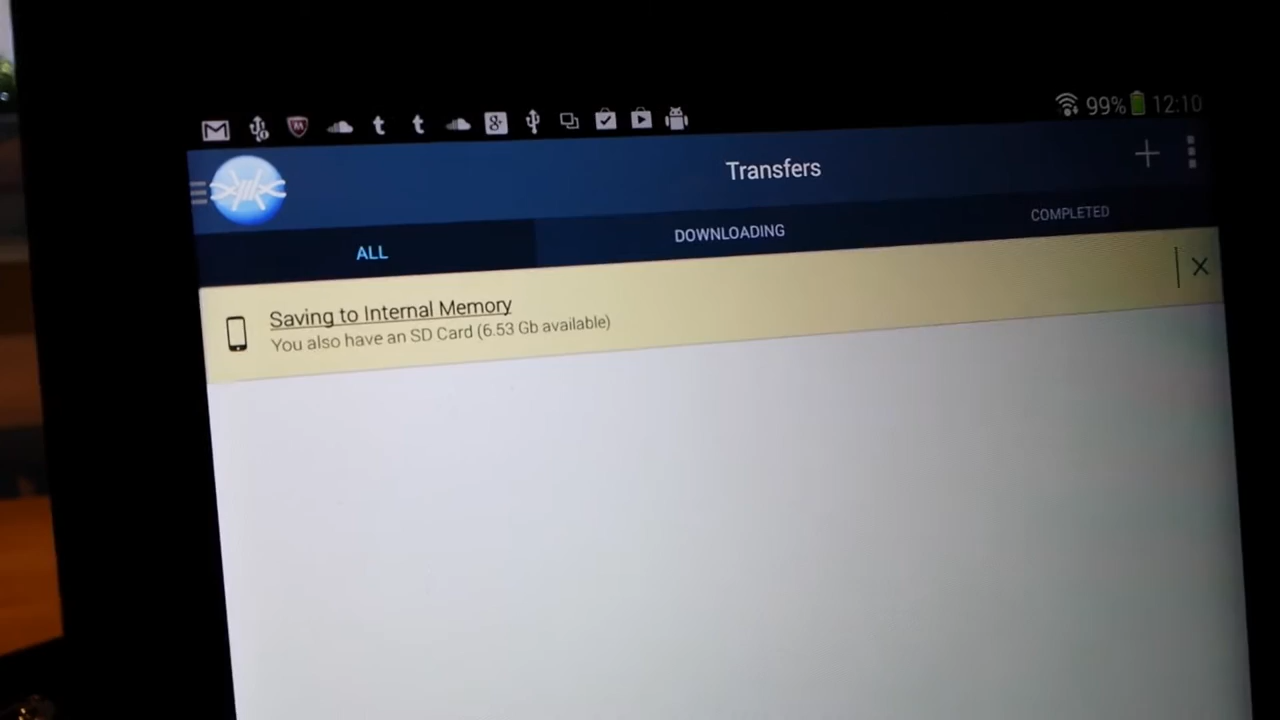 99% 12:10
Transfers
ALL DOWNLOADING COMPLETED
Saving to Internal Memory
You also have an SD Card (6.53 Gb available)